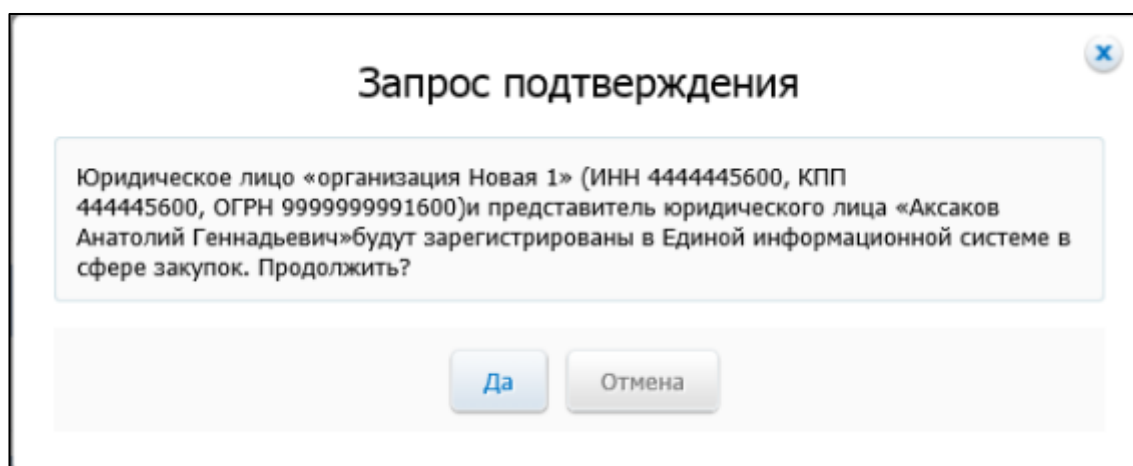 Запрос подтверждения
Юридическое лицо «организация Новая 1» (ИНН 4444445600, КПП
444445600, ОГРН 9999999991600)и представитель юридического лица «Аксаков
Анатолий Геннадьевич»будут зарегистрированы в Единой информационной системе в
сфере закупок. Продолжить?
Да Отмена